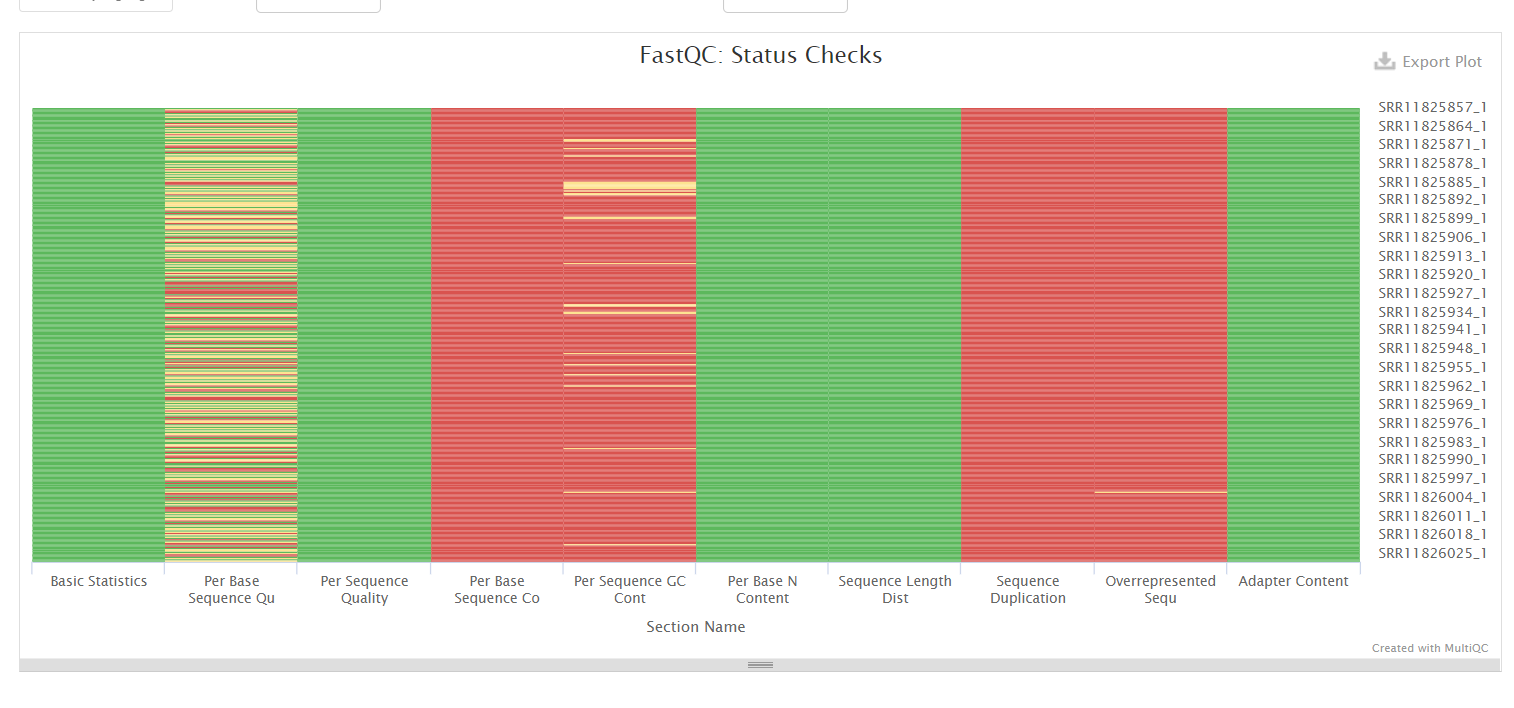 FastQC: Status Checks
Export Plot
SRR11825857_1
SRR11825864_1
SRR11825871_1
SRR11825878_1
SRR11825885_1
SRR11825892_1
SRR11825899_1
SRR11825906_1
SRR11825913_1
SRR11825920_1
SRR11825927_1
SRR11825934_1
SRR11825941_1
SRR11825948_1
SRR11825955_1
SRR11825962_1
SRR11825969_1
SRR11825976_1
SRR11825983_1
SRR11825990_1
SRR11825997_1
SRR11826004_1
SRR11826011_1
SRR11826018_1
SRR11826025_1
Basic Statistics
Per Base
Sequence Qu
Per Sequence
Quality
Per Base
Sequence Co
Per Sequence GC
Cont
Per Base N
Content
Sequence Length
Dist
Sequence
Duplication
Overrepresented
Sequ
Adapter Content
Section Name
Created with MultiQC